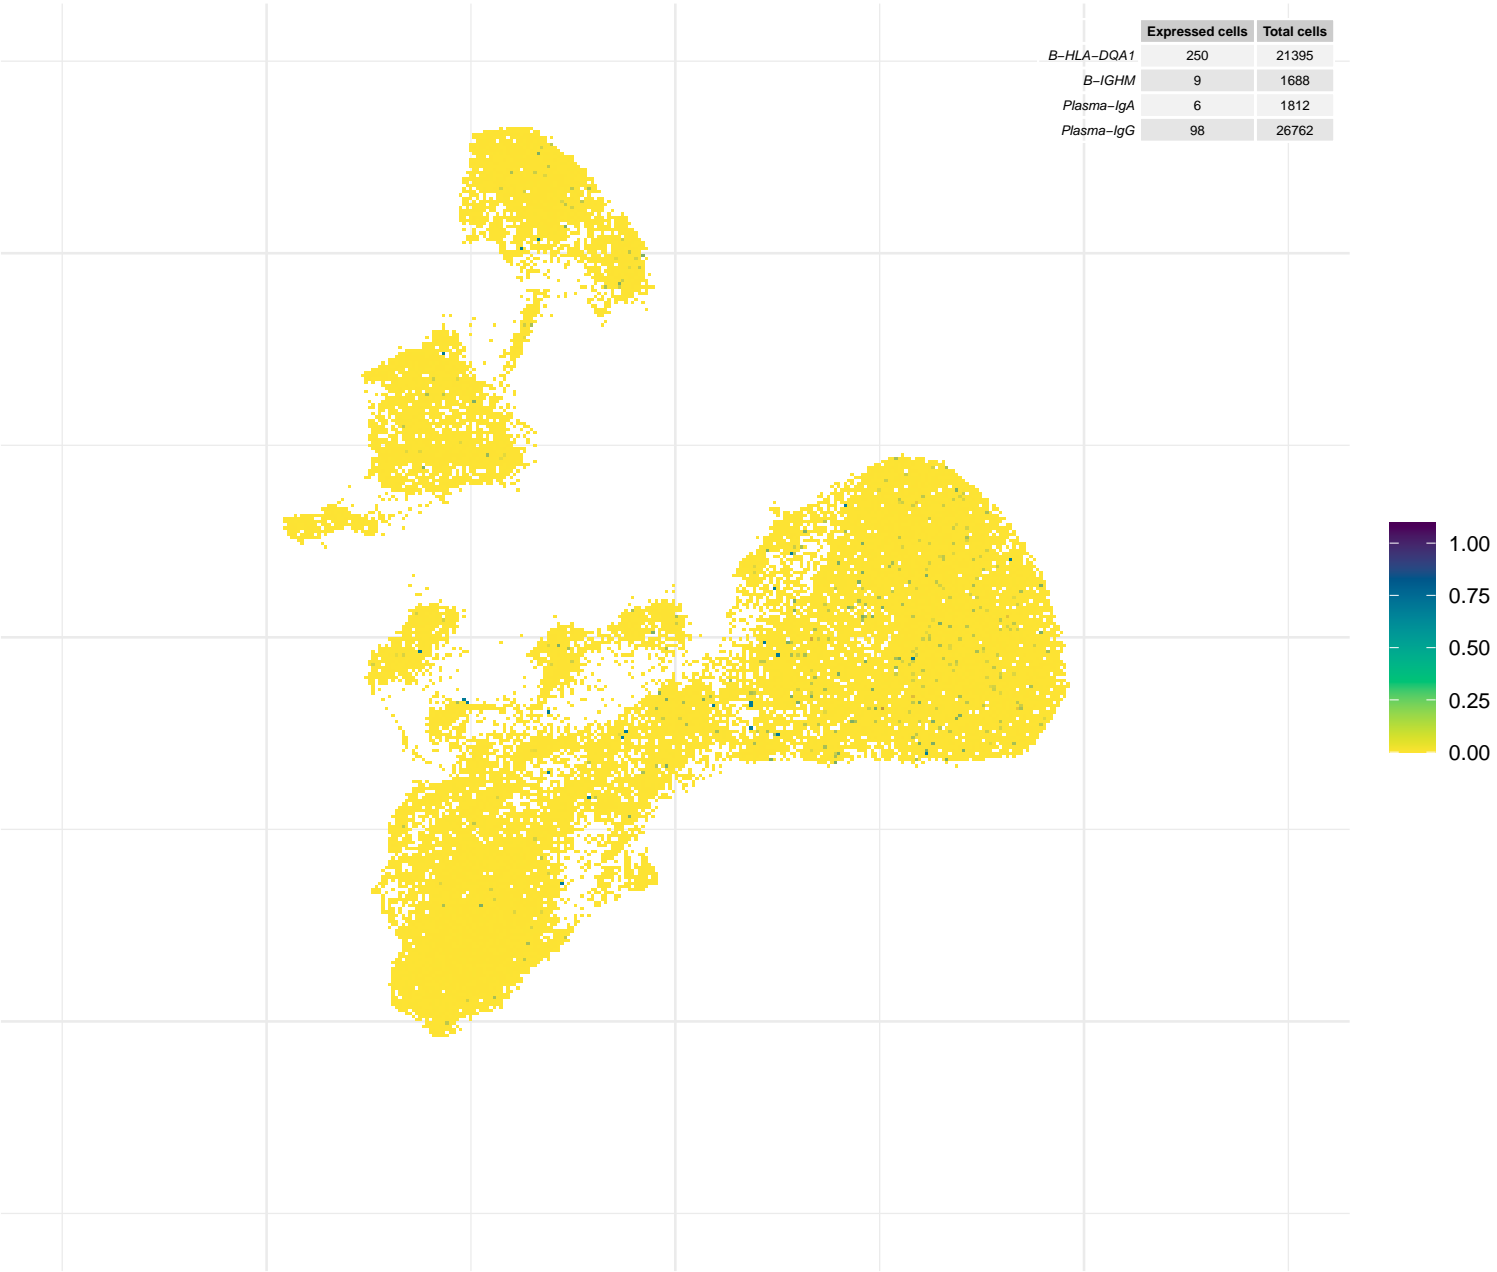 Expressed cells Total cells
B−HLA−DQA1 250 21395
B−IGHM 9 1688
Plasma−IgA 6 1812
Plasma−IgG 98 26762
1.00
0.75
0.50
0.25
0.00